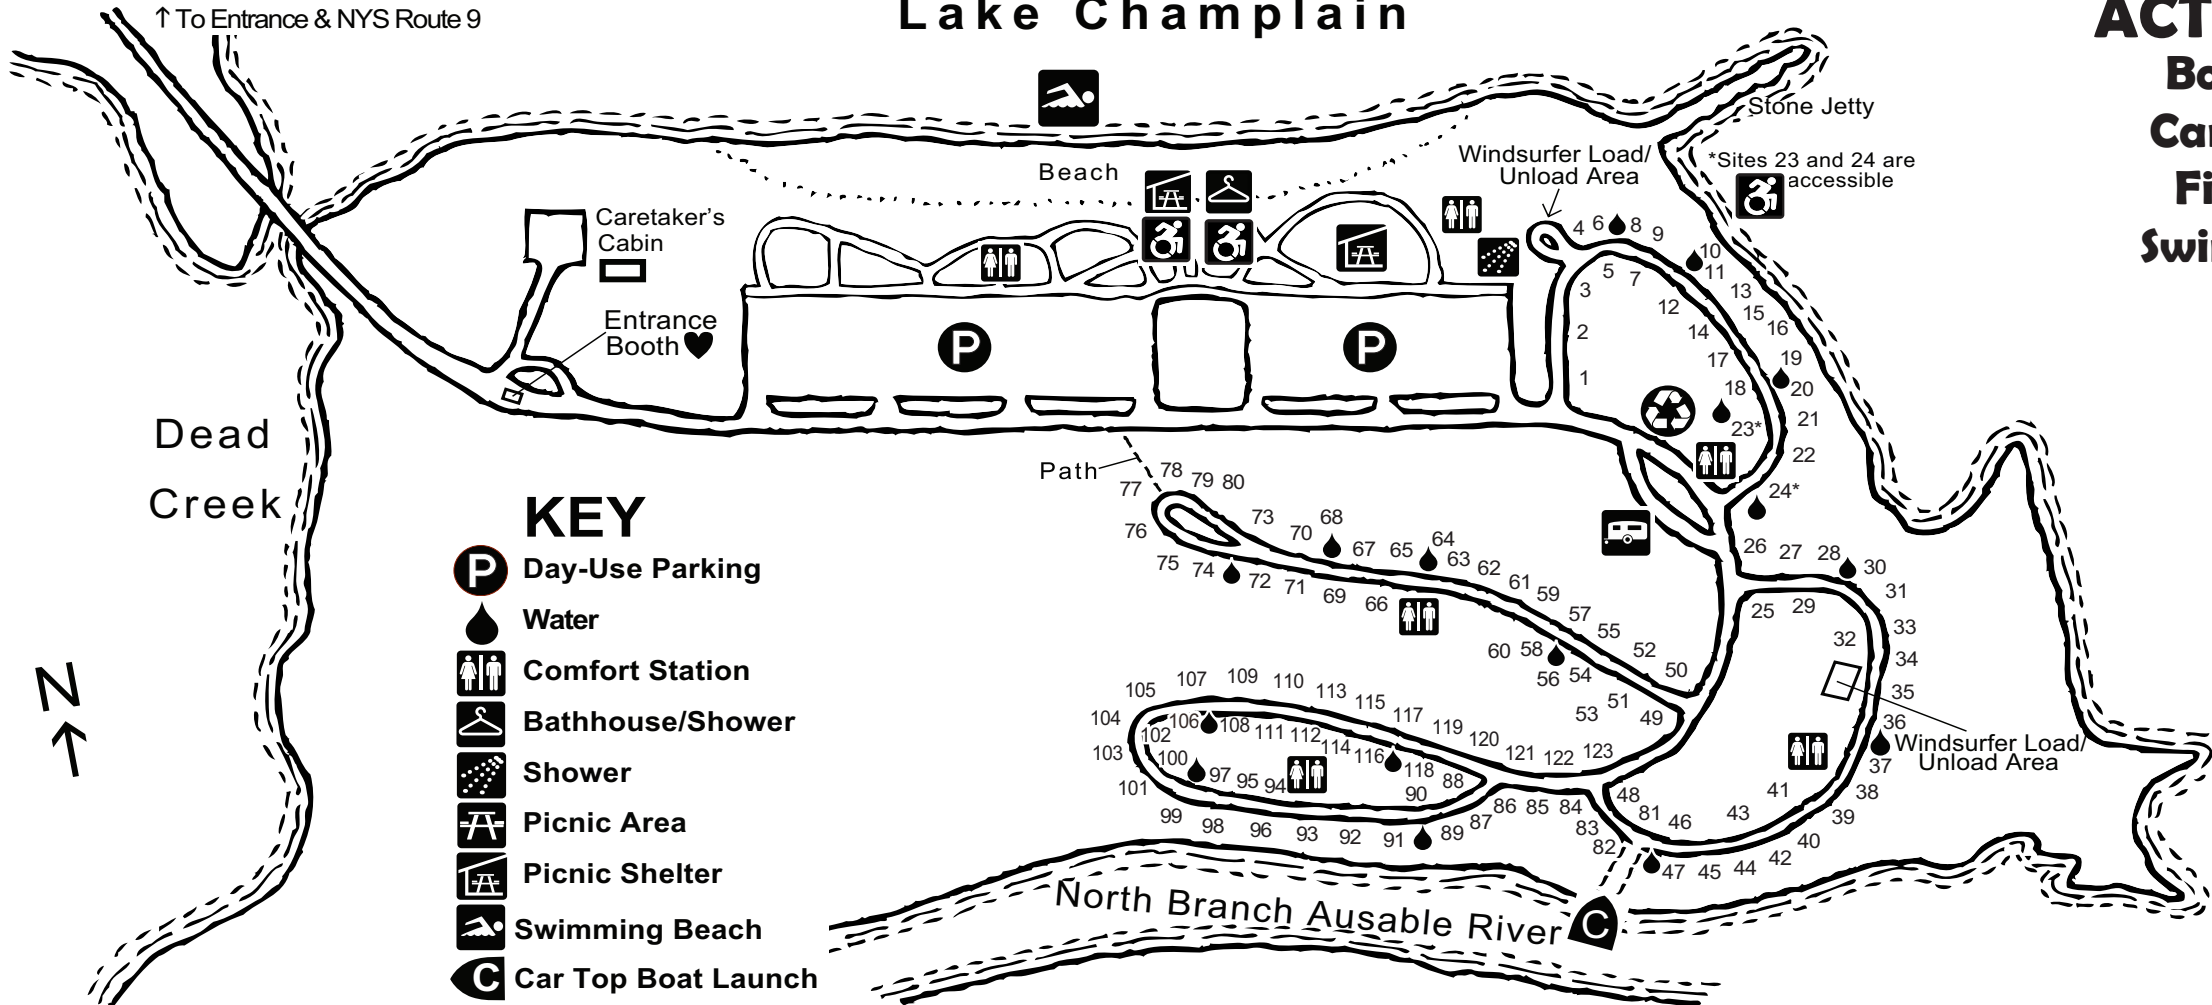 ↑ To Entrance & NYS Route 9
Lake Champlain
Stone Jetty
Beach
Windsurfer Load/
Unload Area
*Sites 23 and 24 are
accessible
Caretaker's
Cabin
Entrance
Booth
P
P
Dead
Creek
Path
N
KEY
P Day-Use Parking
Water
Comfort Station
Bathhouse/Shower
Shower
Picnic Area
Picnic Shelter
Swimming Beach
C Car Top Boat Launch
4 6 8 9
10
11
5 7
3
13
12
15
16
2
14
17
19
1
18
20
21
23*
22
24*
26 27 28 30
31
25 29
33
32
34
35
36
Windsurfer Load/
Unload Area
37
38
41
39
43
40
42
44
45
47
46
81
48
78 79 80
77
76
73
70
68
67
65
64
63
62
61
59
57
55
52
50
75 74 72 71 69 66
60 58
56 54
51
53
49
105 107 109 110 113 115 117 119 120 121 122 123
104 106 108 111 112 114 116 118 88
103 102
100 97 95 94 90
101
99 98 96 93 92 91 89 87 86 85 84
83
82
North Branch Ausable River
C